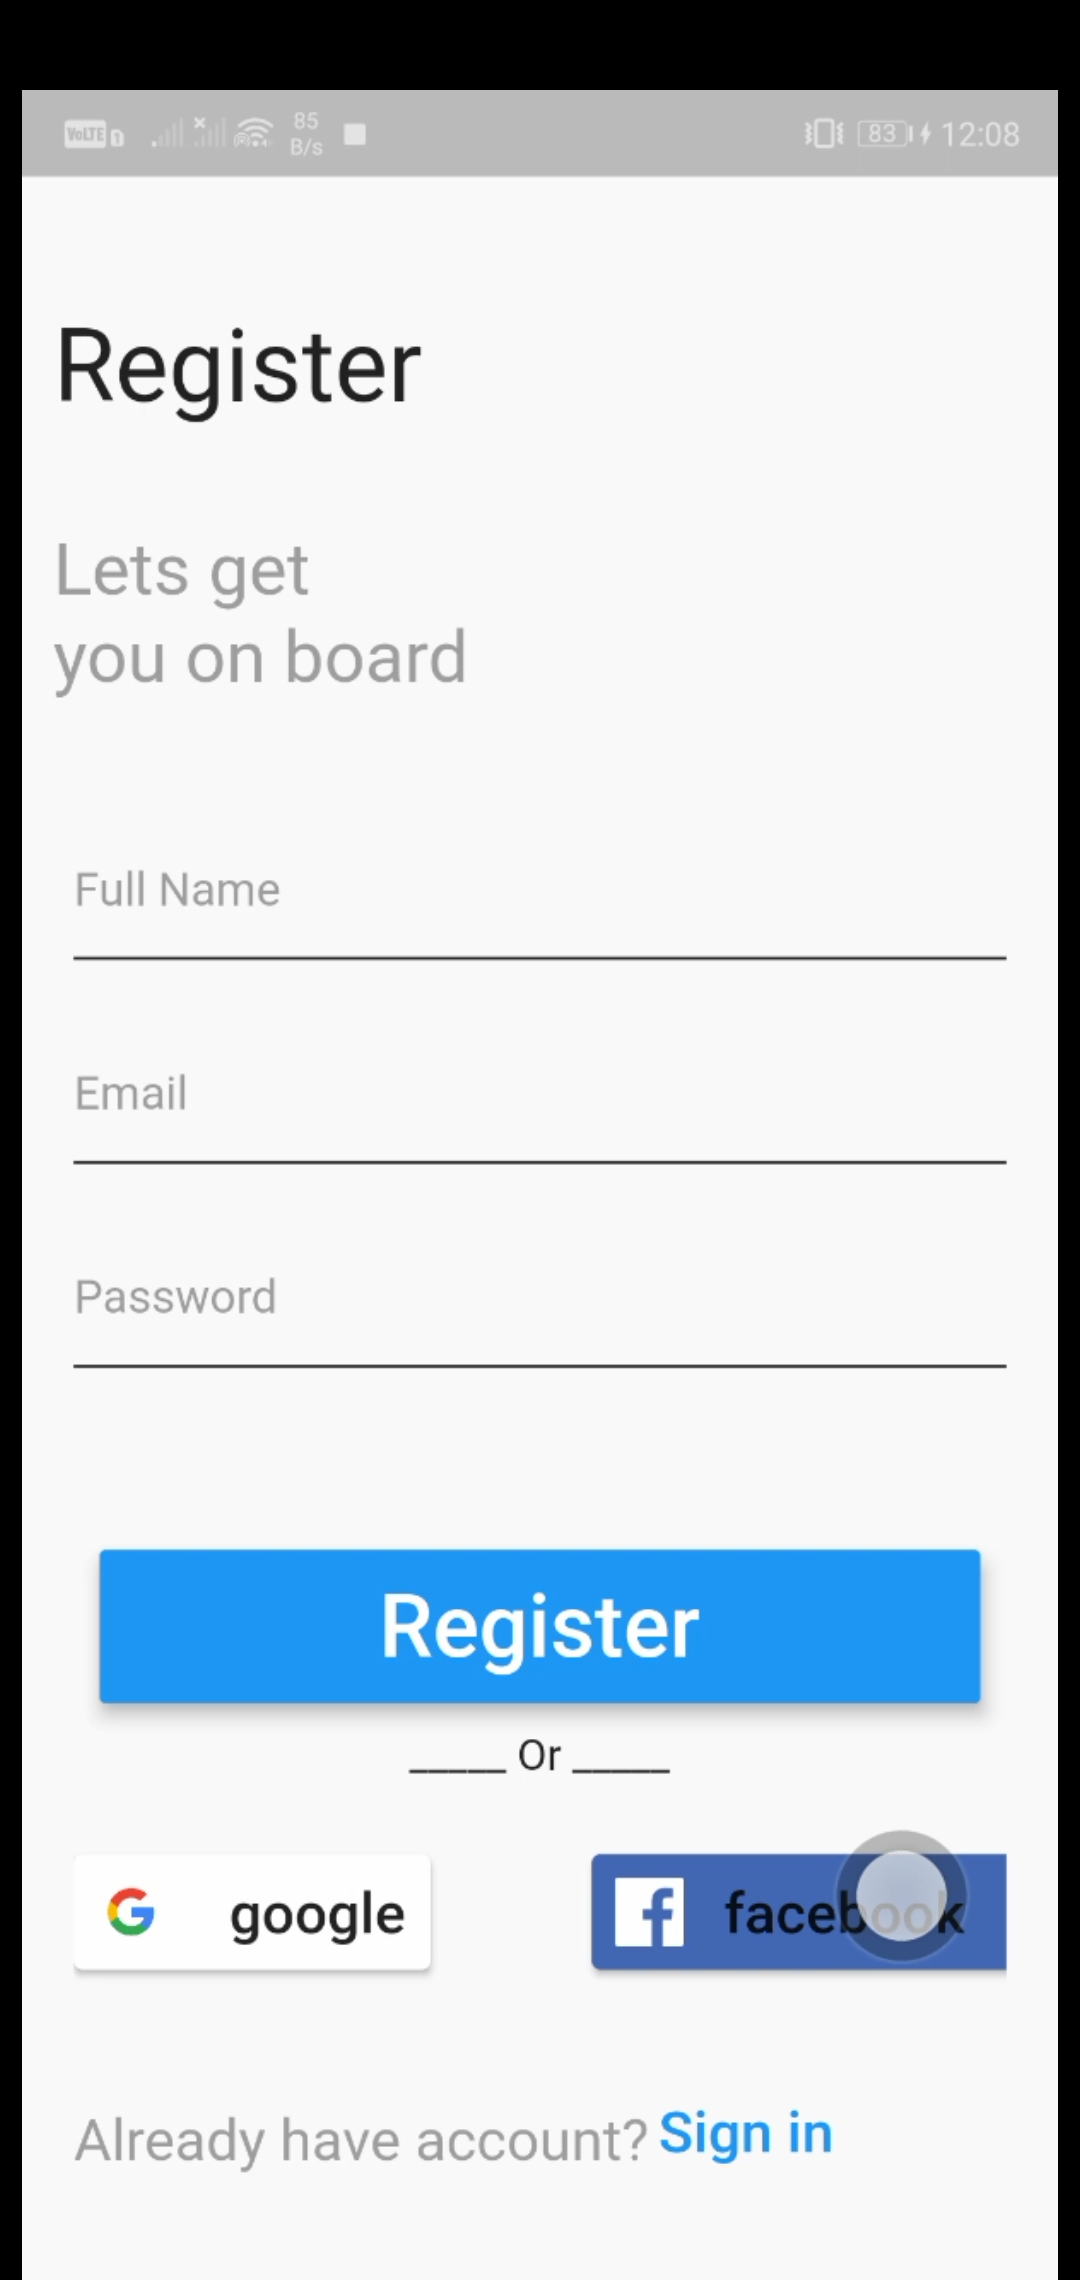 VoLTE 1 85 B/s 83 12:08
Register
Lets get
you on board
Full Name
Email
Password
Register
_____ Or _____
google facebook
Already have account? Sign in